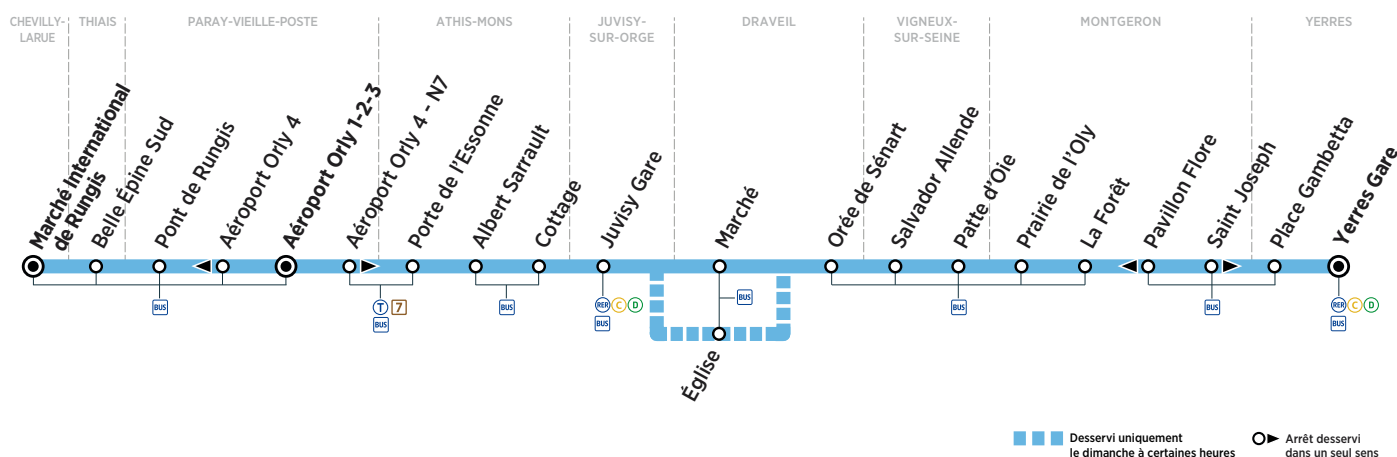 CHEVILLY-
LARUE
THIAIS
PARAY-VIEILLE-POSTE
ATHIS-MONS
JUVISY-
SUR-ORGE
DRAVEIL
VIGNEUX-
SUR-SEINE
MONTGERON
YERRES
Marché International
de Rungis
Belle Épine Sud
Pont de Rungis
Aéroport Orly 4
Aéroport Orly 1-2-3
Aéroport Orly 4 - N7
Porte de l'Essonne
Albert Sarrault
Cottage
Juvisy Gare
Marché
Orée de Sénart
Salvador Allende
Patte d'Oie
Prairie de l'Oly
La Forêt
Pavillon Flore
Saint Joseph
Place Gambetta
Yerres Gare
BUS
T 7
BUS
BUS
RER C D
BUS
BUS
Église
BUS
BUS
RER C D
BUS
Desservi uniquement
le dimanche à certaines heures
Arrêt desservi
dans un seul sens